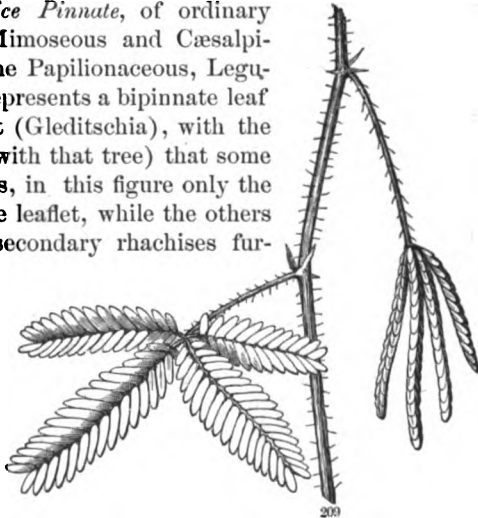 ice Pinnate, of ordinary
Mimoseous and Cæsalpi-
ne Papilionaceous, Legu-
epresents a bipinnate leaf
t (Gleditschia), with the
with that tree) that some
s, in this figure only the
e leaflet, while the others
secondary rhachises fur-
209